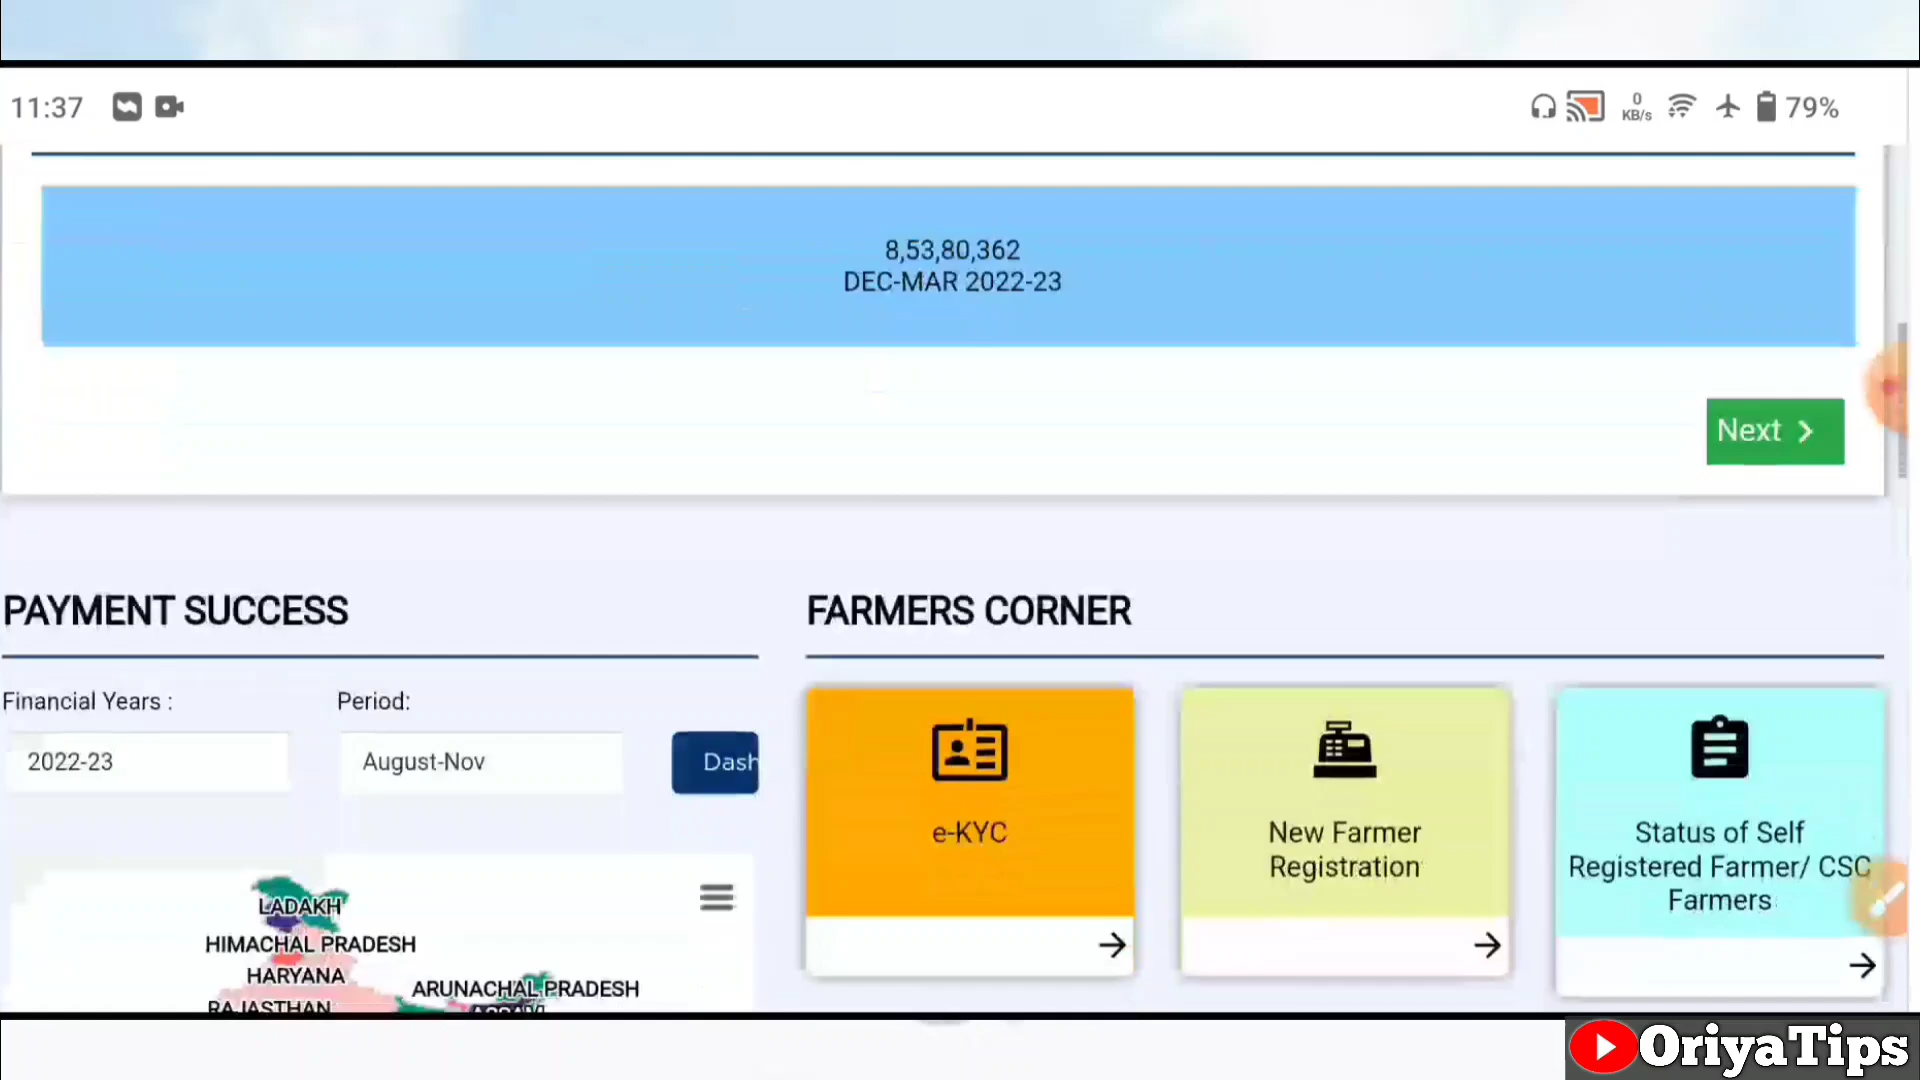 11:37
0
KB/s
79%
8,53,80,362
DEC-MAR 2022-23
Next
PAYMENT SUCCESS
Financial Years :
Period:
2022-23
August-Nov
Dash
LADAKH
HIMACHAL PRADESH
HARYANA
RAJASTHAN
ARUNACHAL PRADESH
FARMERS CORNER
e-KYC
New Farmer
Registration
Status of Self
Registered Farmer/ CSC
Farmers
OriyaTips